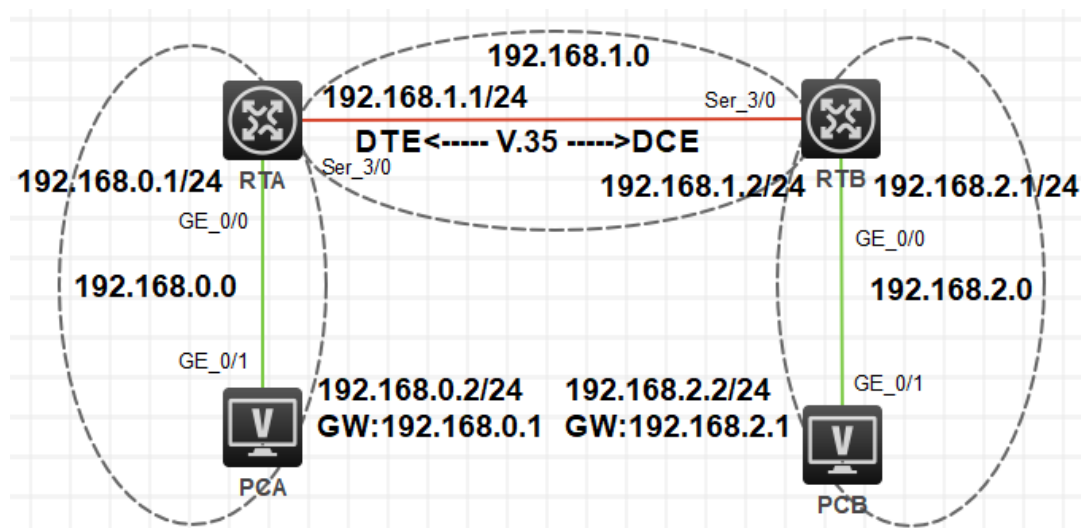 192.168.1.0
192.168.1.1/24
Ser_3/0
DTE<----- V.35 ----->DCE
Ser_3/0
192.168.0.1/24
RTA
192.168.1.2/24
RTB
192.168.2.1/24
GE_0/0
GE_0/0
192.168.0.0
192.168.2.0
GE_0/1
GE_0/1
192.168.0.2/24
GW:192.168.0.1
192.168.2.2/24
GW:192.168.2.1
V
PCA
V
PCB